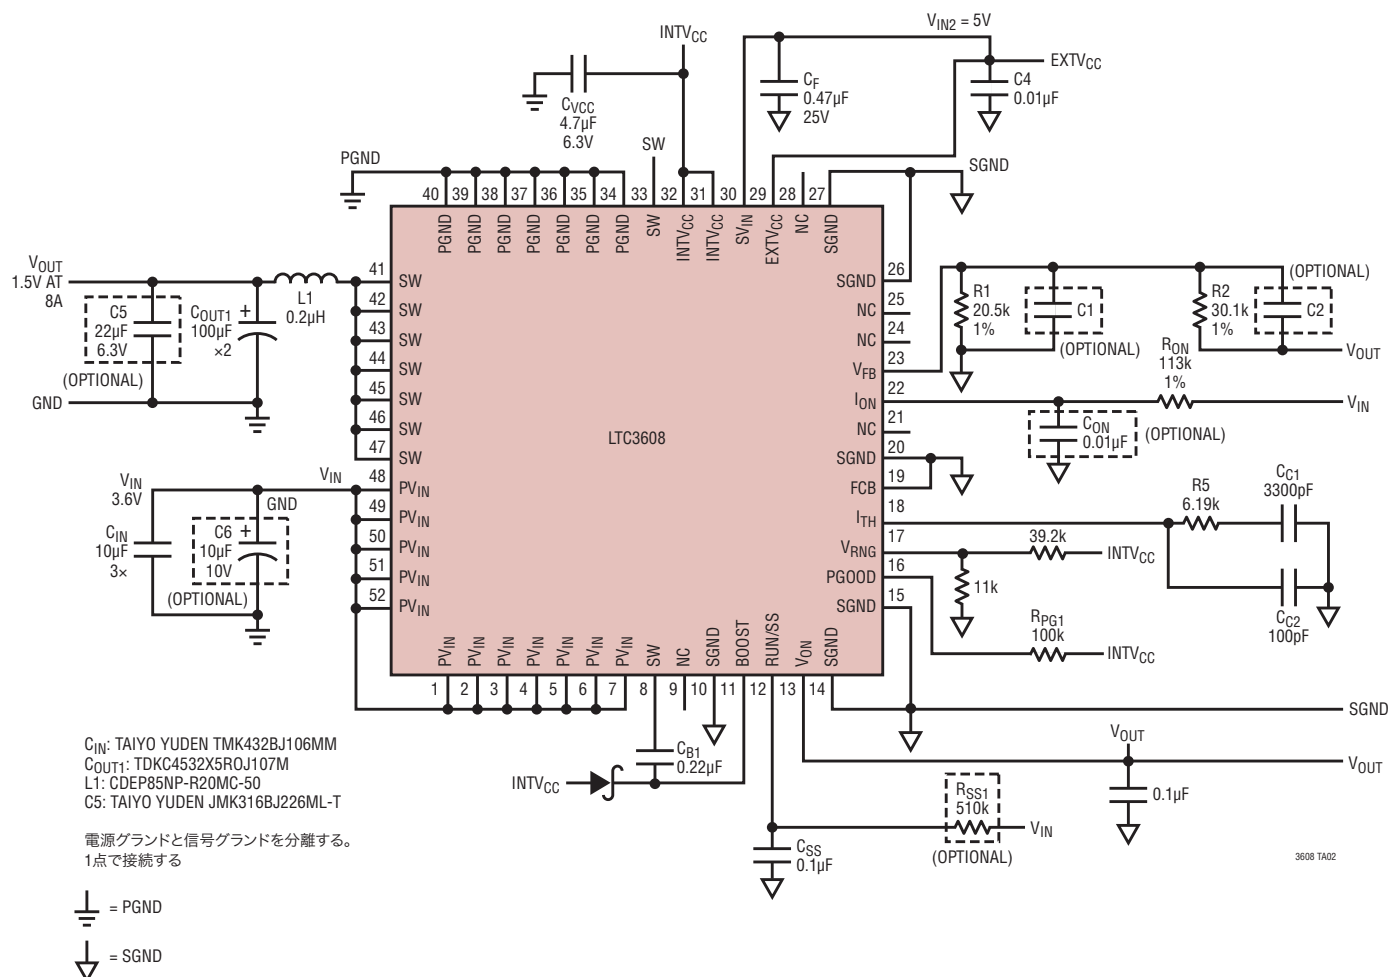 INTVCC
VIN2 = 5V
EXTVCC
CVCC
4.7µF
6.3V
CF
0.47µF
25V
C4
0.01µF
SW
PGND
SGND
40 39 38 37 36 35 34 33 32 31 30 29 28 27
PGND PGND PGND PGND PGND PGND PGND SW INTVCC INTVCC SVIN EXTVCC NC SGND
VOUT
1.5V AT
8A
C5
22µF
6.3V
(OPTIONAL)
COUT1
100µF
×2
+
L1
0.2µH
GND
41 SW
42 SW
43 SW
44 SW
45 SW
46 SW
47 SW
48 PVIN
49 PVIN
50 PVIN
51 PVIN
52 PVIN
VIN
3.6V
CIN
10µF
3×
VIN
GND
C6
10µF
10V
+
(OPTIONAL)
LTC3608
SGND 26
NC 25
NC 24
VFB 23
ION 22
NC 21
SGND 20
FCB 19
ITH 18
VRNG 17
PGOOD 16
SGND 15
R1
20.5k
1%
C1
(OPTIONAL)
R2
30.1k
1%
(OPTIONAL)
C2
VOUT
RON
113k
1%
VIN
CON
0.01µF
(OPTIONAL)
R5
6.19k
CC1
3300pF
CC2
100pF
39.2k
INTVCC
11k
RPG1
100k
INTVCC
PVIN PVIN PVIN PVIN PVIN PVIN PVIN SW NC SGND BOOST RUN/SS VON SGND
1 2 3 4 5 6 7 8 9 10 11 12 13 14
SGND
VOUT
VOUT
0.1µF
INTVCC
CB1
0.22µF
RSS1
510k
VIN
(OPTIONAL)
CSS
0.1µF
CIN: TAIYO YUDEN TMK432BJ106MM
COUT1: TDKC4532X5ROJ107M
L1: CDEP85NP-R20MC-50
C5: TAIYO YUDEN JMK316BJ226ML-T
電源グランドと信号グランドを分離する。
1点で接続する
= PGND
= SGND
3608 TA02